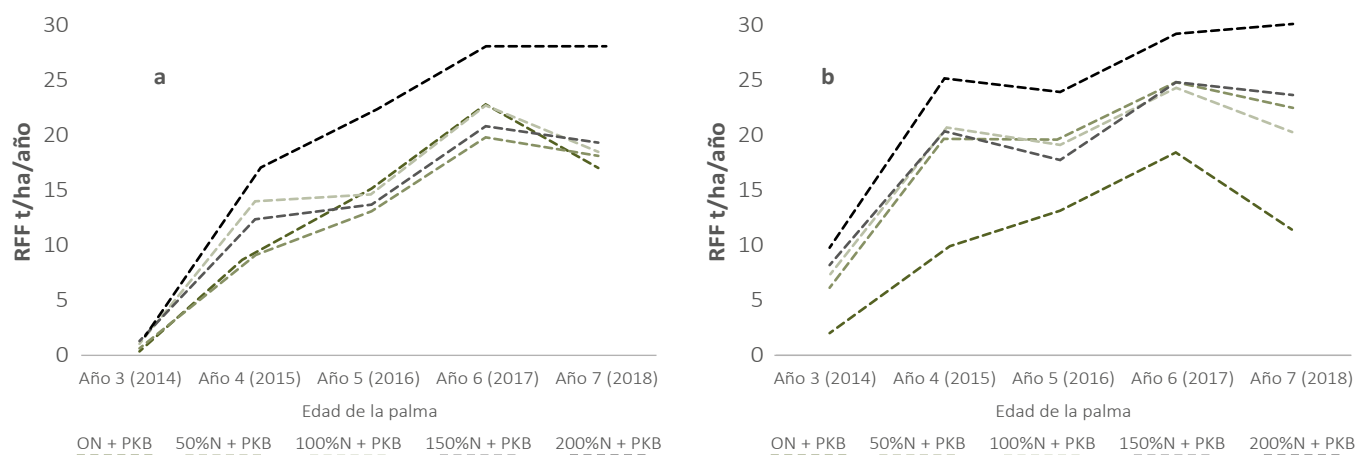 30
25
20
15
10
5
0
RFF t/ha/año
a
Año 3 (2014) Año 4 (2015) Año 5 (2016) Año 6 (2017) Año 7 (2018)
Edad de la palma
ON + PKB 50%N + PKB 100%N + PKB 150%N + PKB 200%N + PKB
30
25
20
15
10
5
0
RFF t/ha/año
b
Año 3 (2014) Año 4 (2015) Año 5 (2016) Año 6 (2017) Año 7 (2018)
Edad de la palma
ON + PKB 50%N + PKB 100%N + PKB 150%N + PKB 200%N + PKB